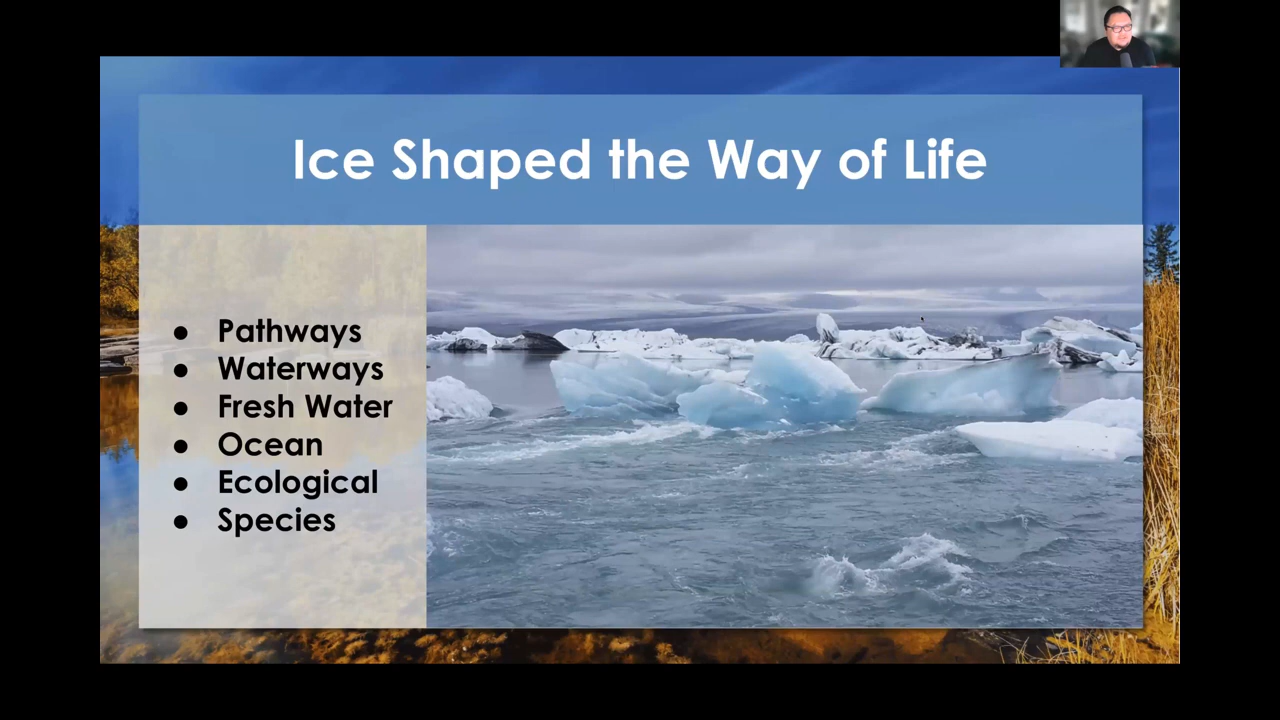 Ice Shaped the Way of Life
● Pathways
● Waterways
● Fresh Water
● Ocean
● Ecological
● Species